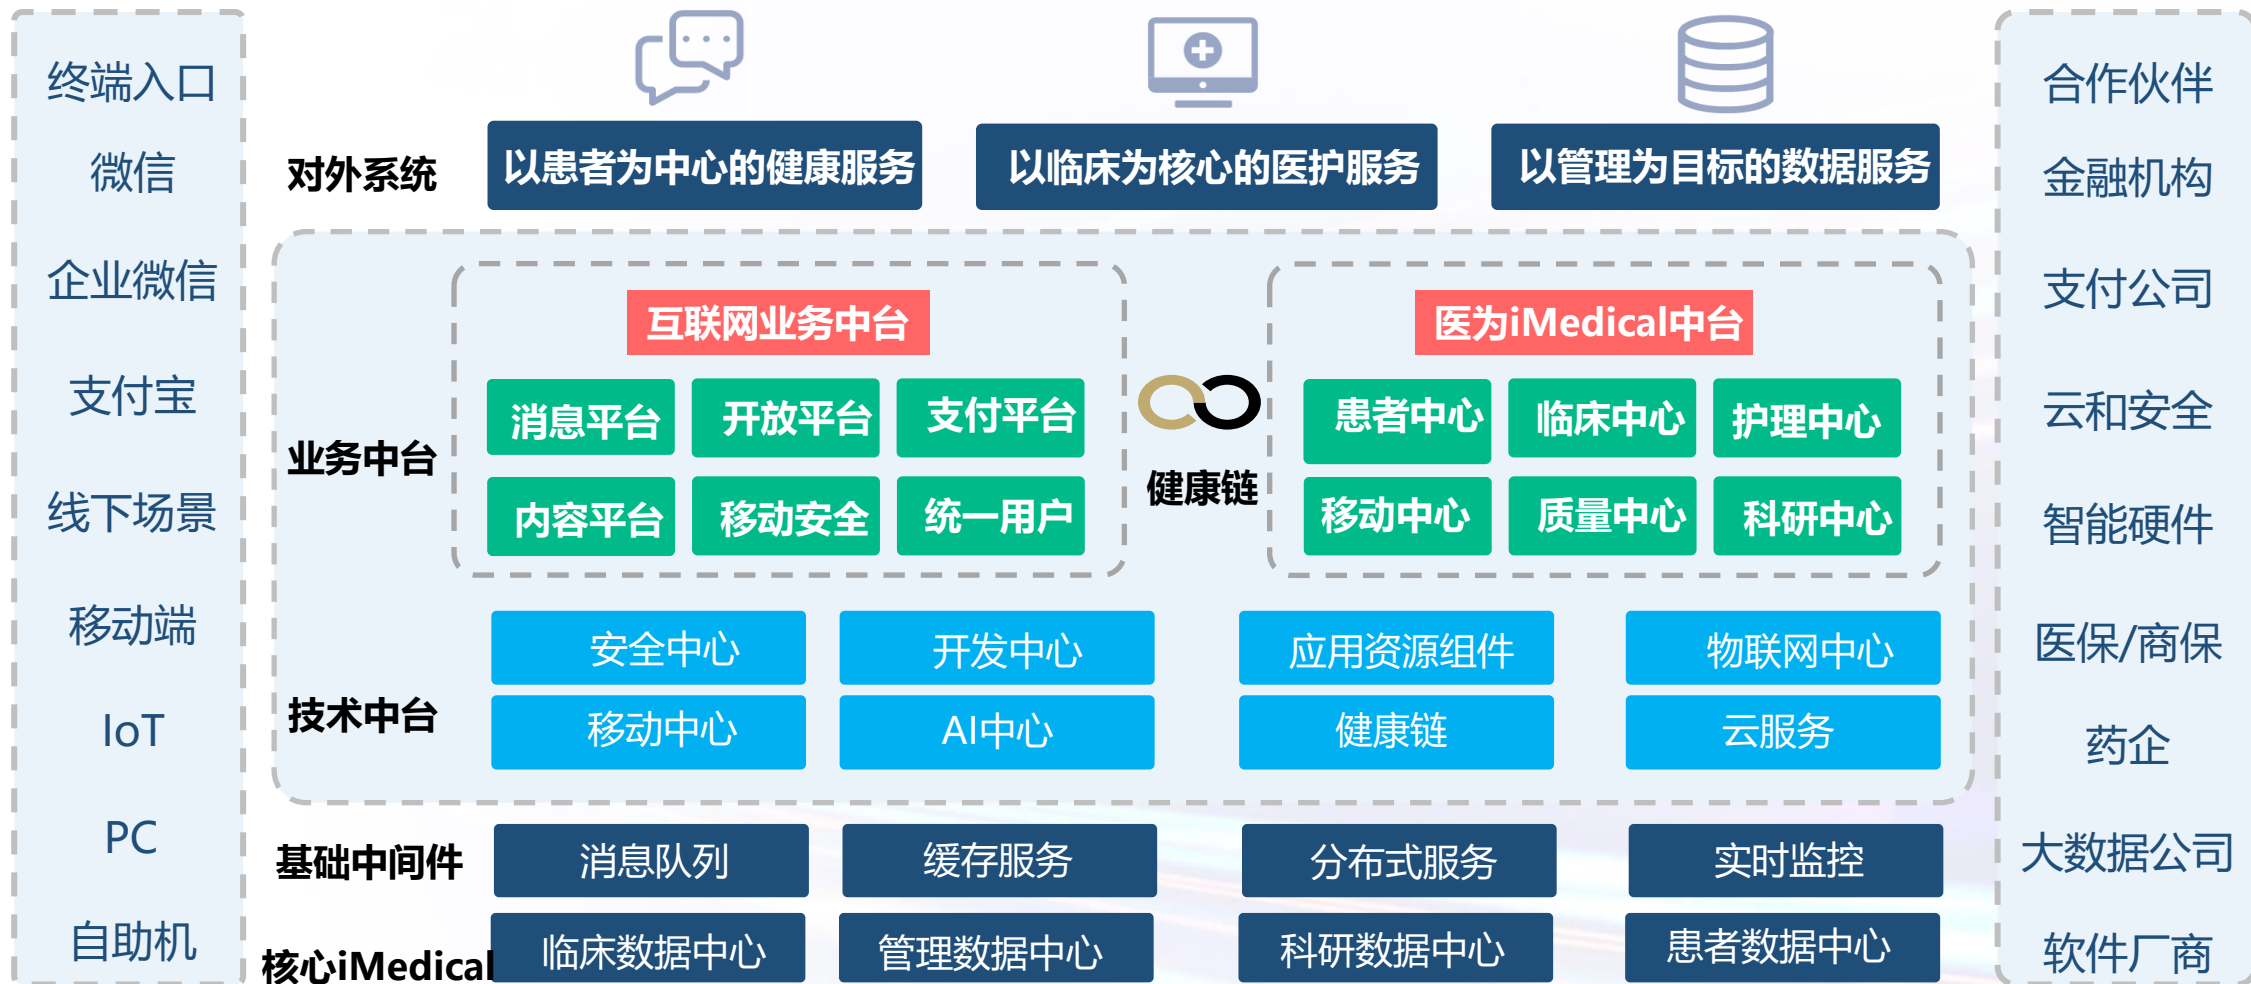 终端入口
微信
企业微信
支付宝
线下场景
移动端
IoT
PC
自助机
对外系统
以患者为中心的健康服务
以临床为核心的医护服务
以管理为目标的数据服务
业务中台
互联网业务中台
消息平台
开放平台
支付平台
内容平台
移动安全
统一用户
健康链
医为iMedical中台
患者中心
临床中心
护理中心
移动中心
质量中心
科研中心
技术中台
安全中心
开发中心
应用资源组件
物联网中心
移动中心
AI中心
健康链
云服务
基础中间件
消息队列
缓存服务
分布式服务
实时监控
核心iMedical
临床数据中心
管理数据中心
科研数据中心
患者数据中心
合作伙伴
金融机构
支付公司
云和安全
智能硬件
医保/商保
药企
大数据公司
软件厂商